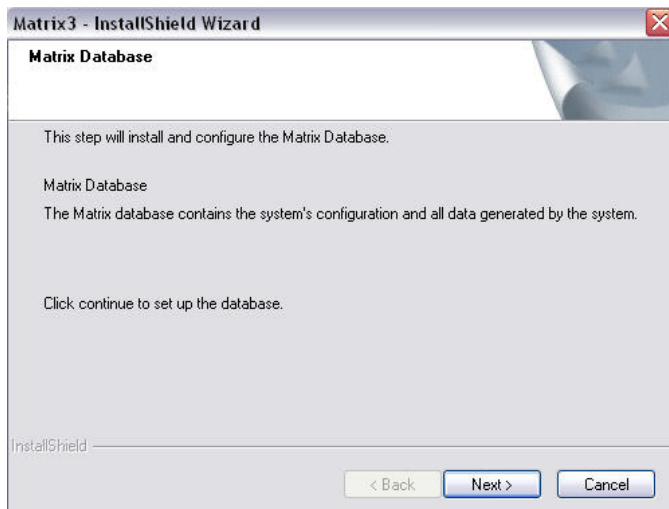 Matrix3 - InstallShield Wizard
Matrix Database
This step will install and configure the Matrix Database.
Matrix Database
The Matrix database contains the system's configuration and all data generated by the system.
Click continue to set up the database.
InstallShield
< Back Next > Cancel